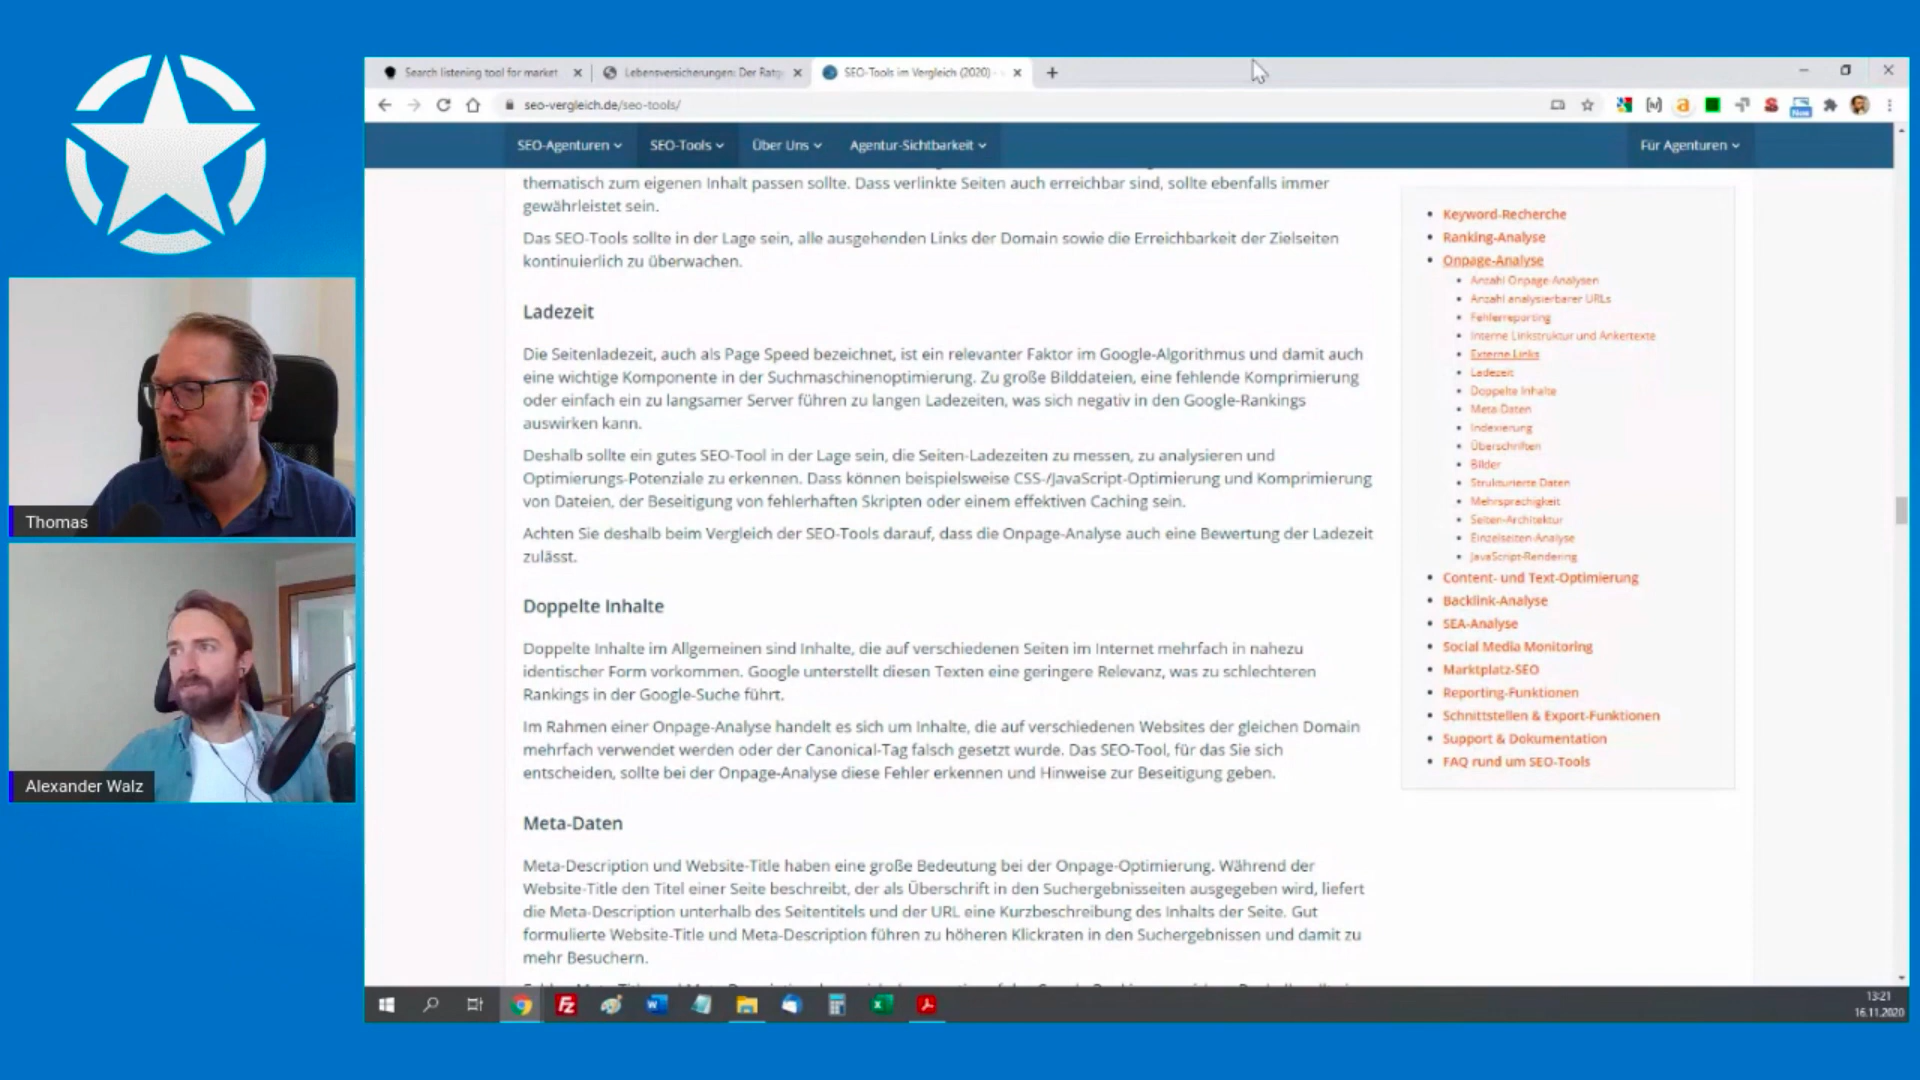 Search listening tool for market
Lebensversicherungen: Der Ratg
SEO-Tools im Vergleich (2020) -
seo-vergleich.de/seo-tools/
SEO-Agenturen
SEO-Tools
Über Uns
Agentur-Sichtbarkeit
Für Agenturen
thematisch zum eigenen Inhalt passen sollte. Dass verlinkte Seiten auch erreichbar sind, sollte ebenfalls immer
gewährleistet sein.
Das SEO-Tools sollte in der Lage sein, alle ausgehenden Links der Domain sowie die Erreichbarkeit der Zielseiten
kontinuierlich zu überwachen.
Ladezeit
Die Seitenladezeit, auch als Page Speed bezeichnet, ist ein relevanter Faktor im Google-Algorithmus und damit auch
eine wichtige Komponente in der Suchmaschinenoptimierung. Zu große Bilddateien, eine fehlende Komprimierung
oder einfach ein zu langsamer Server führen zu langen Ladezeiten, was sich negativ in den Google-Rankings
auswirken kann.
Deshalb sollte ein gutes SEO-Tool in der Lage sein, die Seiten-Ladezeiten zu messen, zu analysieren und
Optimierungs-Potenziale zu erkennen. Dass können beispielsweise CSS-/JavaScript-Optimierung und Komprimierung
von Dateien, der Beseitigung von fehlerhaften Skripten oder einem effektiven Caching sein.
Achten Sie deshalb beim Vergleich der SEO-Tools darauf, dass die Onpage-Analyse auch eine Bewertung der Ladezeit
zulässt.
Doppelte Inhalte
Doppelte Inhalte im Allgemeinen sind Inhalte, die auf verschiedenen Seiten im Internet mehrfach in nahezu
identischer Form vorkommen. Google unterstellt diesen Texten eine geringere Relevanz, was zu schlechteren
Rankings in der Google-Suche führt.
Im Rahmen einer Onpage-Analyse handelt es sich um Inhalte, die auf verschiedenen Websites der gleichen Domain
mehrfach verwendet werden oder der Canonical-Tag falsch gesetzt wurde. Das SEO-Tool, für das Sie sich
entscheiden, sollte bei der Onpage-Analyse diese Fehler erkennen und Hinweise zur Beseitigung geben.
Meta-Daten
Meta-Description und Website-Title haben eine große Bedeutung bei der Onpage-Optimierung. Während der
Website-Title den Titel einer Seite beschreibt, der als Überschrift in den Suchergebnisseiten ausgegeben wird, liefert
die Meta-Description unterhalb des Seitentitels und der URL eine Kurzbeschreibung des Inhalts der Seite. Gut
formulierte Website-Title und Meta-Description führen zu höheren Klickraten in den Suchergebnissen und damit zu
mehr Besuchern.
Keyword-Recherche
Ranking-Analyse
Onpage-Analyse
Anzahl Onpage-Analysen
Anzahl analysierbarer URLs
Fehlerreporting
Interne Linkstruktur und Ankertexte
Externe Links
Ladezeit
Doppelte Inhalte
Meta-Daten
Indexierung
Überschriften
Bilder
Strukturierte Daten
Mehrsprachigkeit
Seiten-Architektur
Einzelseiten-Analyse
JavaScript-Rendering
Content- und Text-Optimierung
Backlink-Analyse
SEA-Analyse
Social Media Monitoring
Marktplatz-SEO
Reporting-Funktionen
Schnittstellen & Export-Funktionen
Support & Dokumentation
FAQ rund um SEO-Tools
Thomas
Alexander Walz
13:21
16.11.2020